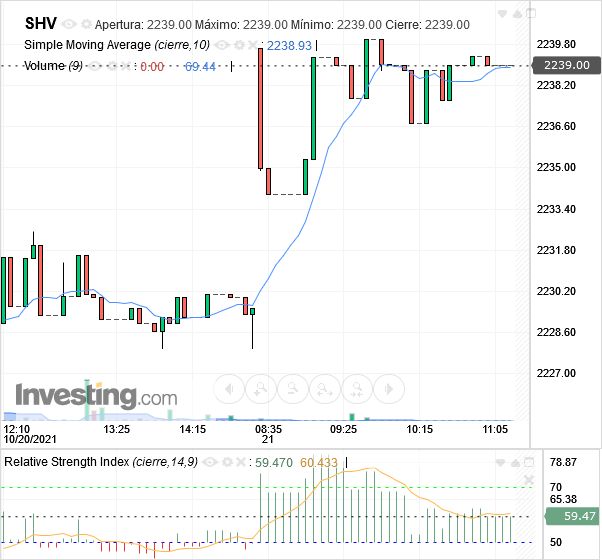 SHV Apertura: 2239.00 Máximo: 2239.00 Mínimo: 2239.00 Cierre: 2239.00
Simple Moving Average (cierre,10) 2238.93
Volume (9) 0.00 69.44
2239.80
2239.00
2238.20
2236.60
2235.00
2233.40
2231.80
2230.20
2228.60
2227.00
Investing.com
12:10 13:25 14:15 08:35 09:25 10:15 11:05
10/20/2021 21
Relative Strength Index (cierre,14,9) 59.470 60.433
78.87
70
65.38
59.47
50